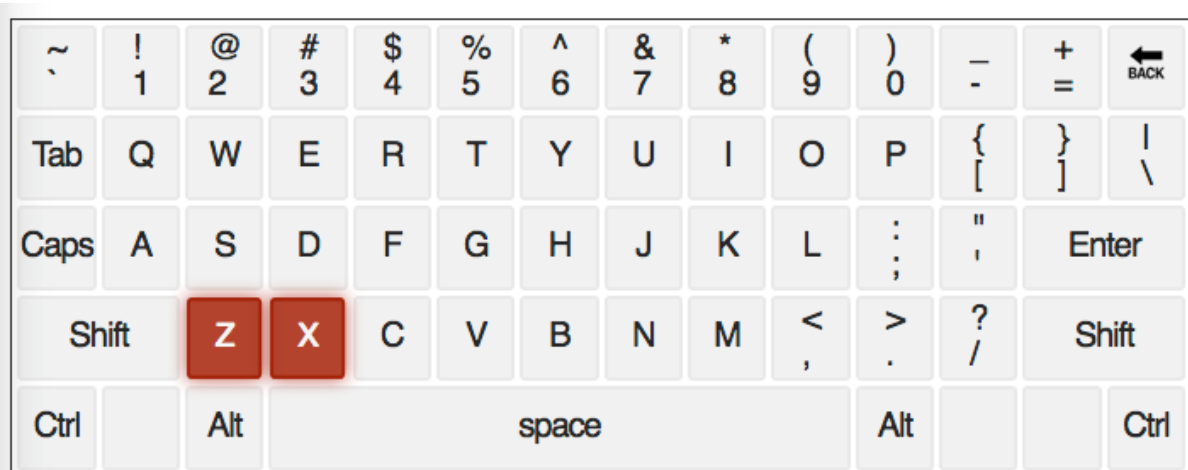 ~ ! @ # $ % ^ & * ( ) _ +
` 1 2 3 4 5 6 7 8 9 0 - = BACK
Tab Q W E R T Y U I O P { } |
[ ] \
Caps A S D F G H J K L : " Enter
; '
Shift Z X C V B N M < > ? Shift
, . /
Ctrl Alt space Alt Ctrl